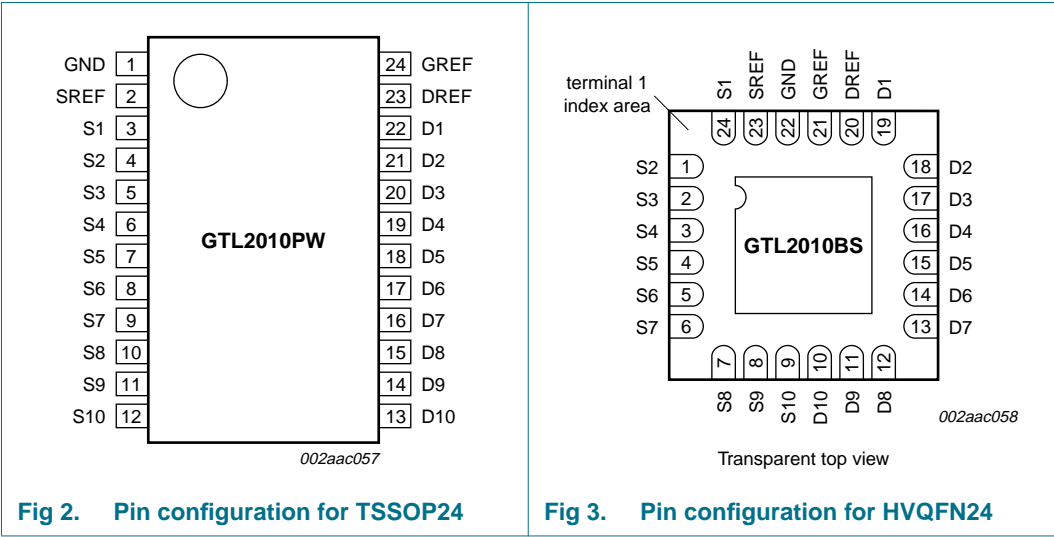 GND 1
SREF 2
S1 3
S2 4
S3 5
S4 6
S5 7
S6 8
S7 9
S8 10
S9 11
S10 12
GTL2010PW
24 GREF
23 DREF
22 D1
21 D2
20 D3
19 D4
18 D5
17 D6
16 D7
15 D8
14 D9
13 D10
002aac057
Fig 2. Pin configuration for TSSOP24
terminal 1
index area
S1 SREF GND GREF DREF D1
24 23 22 21 20 19
S2 1
S3 2
S4 3
S5 4
S6 5
S7 6
GTL2010BS
18 D2
17 D3
16 D4
15 D5
14 D6
13 D7
7 8 9 10 11 12
S8 S9 S10 D10 D9 D8
002aac058
Transparent top view
Fig 3. Pin configuration for HVQFN24